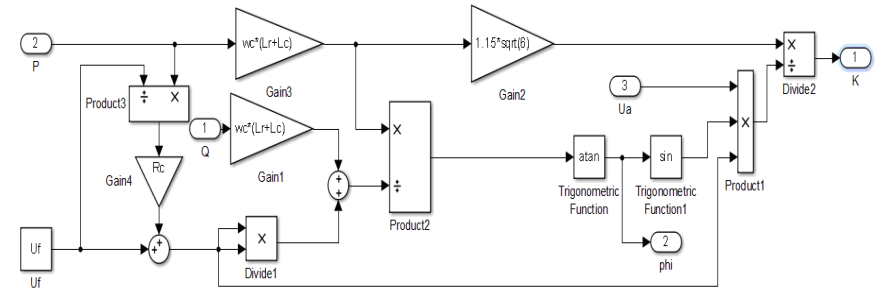 2
P
wc*(Lr+Lc)
Gain3
1.15*sqrt(6)
Gain2
×
÷
Divide2
1
K
÷ ×
Product3
3
Ua
1
Q
wc*(Lr+Lc)
Gain1
×
÷
Product2
×
Product1
Rc
Gain4
atan
Trigonometric
Function
sin
Trigonometric
Function1
+
+
Uf
Uf
+
+
×
Divide1
2
phi